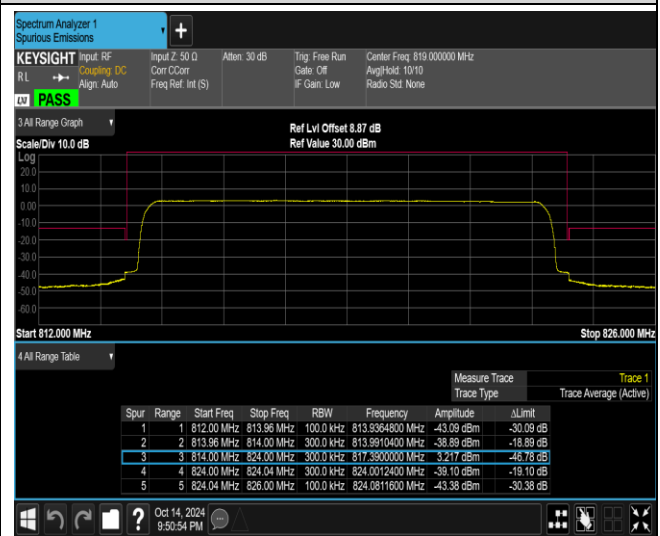 Spectrum Analyzer 1
Spurious Emissions
+
KEYSIGHT Input: RF Input Z: 50 Ω Atten: 30 dB Trig: Free Run Center Freq: 819.000000 MHz
RL Coupling: DC Corr CCorr Gate: Off Avg|Hold: 10/10
Align: Auto Freq Ref: Int (S) IF Gain: Low Radio Std: None
LXI PASS
3 All Range Graph
Ref Lvl Offset 8.87 dB
Scale/Div 10.0 dB Ref Value 30.00 dBm
Log
20.0
10.0
0.00
-10.0
-20.0
-30.0
-40.0
-50.0
-60.0
Start 812.000 MHz Stop 826.000 MHz
4 All Range Table
Measure Trace Trace 1
Trace Type Trace Average (Active)
Spur Range Start Freq Stop Freq RBW Frequency Amplitude ΔLimit
1 1 812.00 MHz 813.96 MHz 100.0 kHz 813.9364800 MHz -43.09 dBm -30.09 dB
2 2 813.96 MHz 814.00 MHz 300.0 kHz 813.9910400 MHz -38.89 dBm -18.89 dB
3 3 814.00 MHz 824.00 MHz 300.0 kHz 817.3900000 MHz 3.217 dBm -46.78 dB
4 4 824.00 MHz 824.04 MHz 300.0 kHz 824.0012400 MHz -39.10 dBm -19.10 dB
5 5 824.04 MHz 826.00 MHz 100.0 kHz 824.0811600 MHz -43.38 dBm -30.38 dB
? Oct 14, 2024
9:50:54 PM